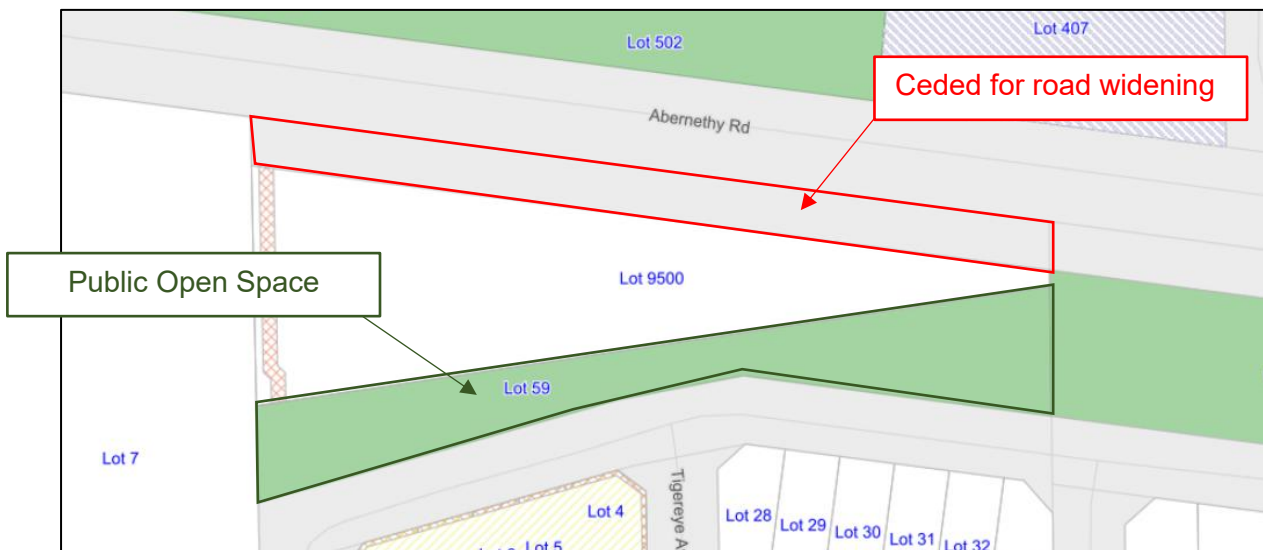 Lot 502
Lot 407
Ceded for road widening
Abernethy Rd
Public Open Space
Lot 9500
Lot 59
Lot 7
Tigereye A
Lot 4
Lot 5
Lot 28
Lot 29
Lot 30
Lot 31
Lot 32